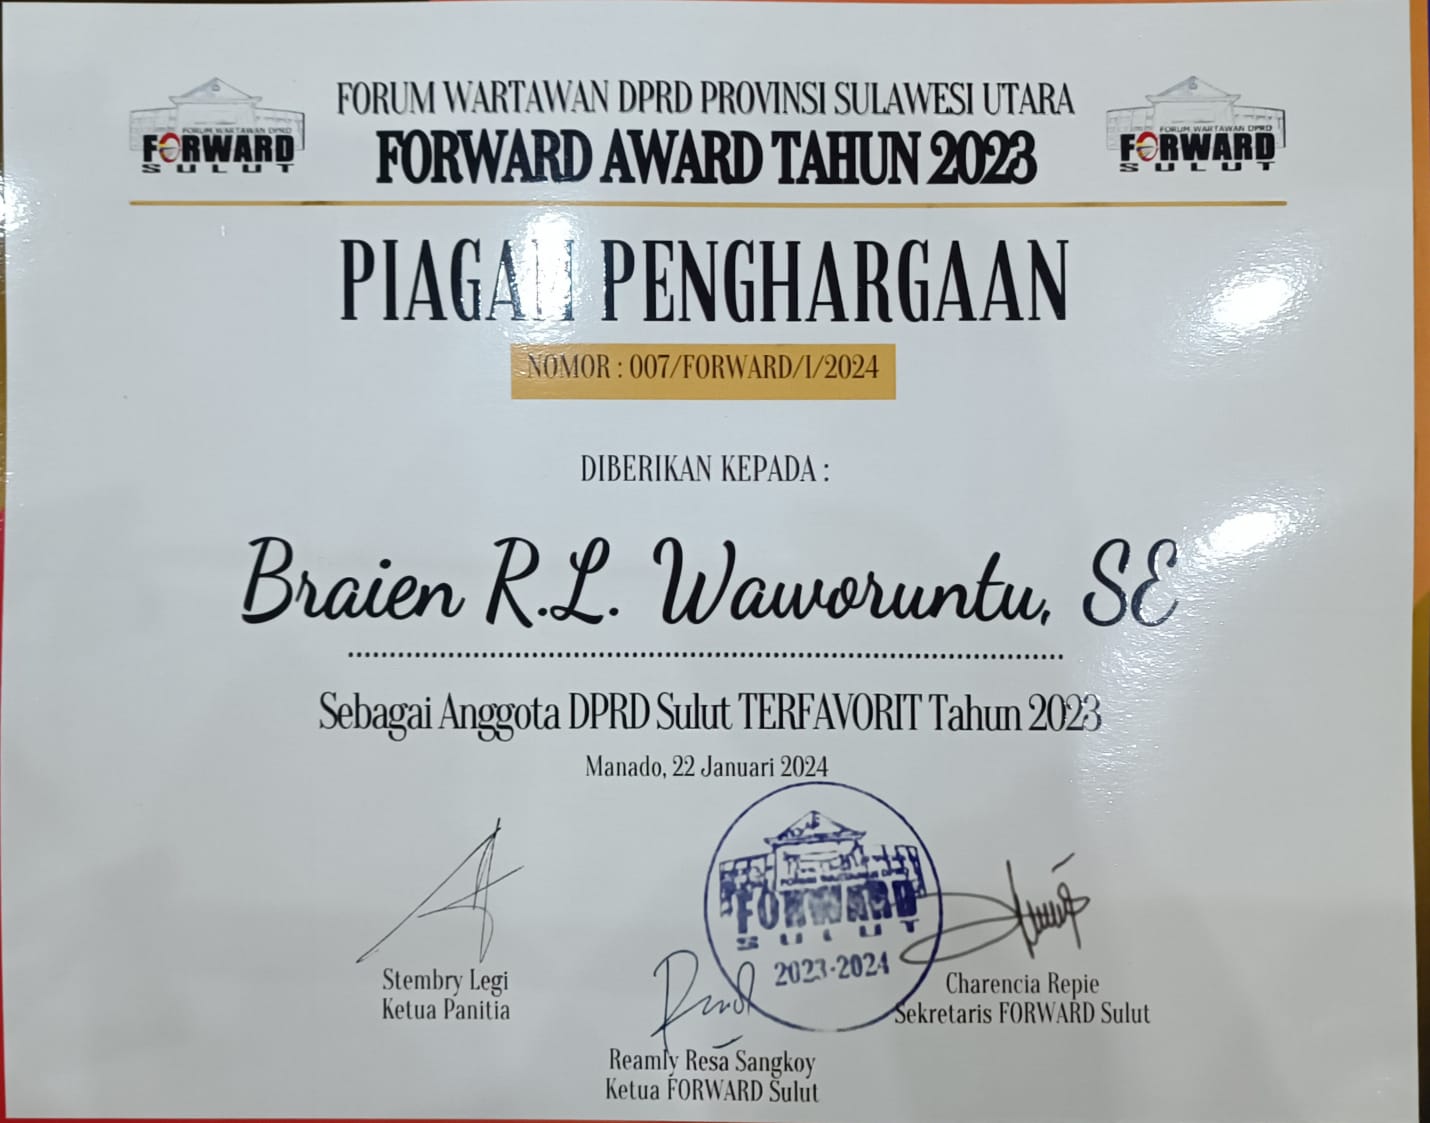 FORUM WARTAWAN DPRD PROVINSI SULAWESI UTARA
FORWARD AWARD TAHUN 2023
FORUM WARTAWAN DPRD
FORWARD
SULUT
FORUM WARTAWAN DPRD
FORWARD
SULUT
PIAGAM PENGHARGAAN
NOMOR : 007/FORWARD/I/2024
DIBERIKAN KEPADA :
Braien R.L. Waworuntu, SE
Sebagai Anggota DPRD Sulut TERFAVORIT Tahun 2023
Manado, 22 Januari 2024
FORUM WARTAWAN DPRD
FORWARD
SULUT
2023-2024
Stembry Legi
Ketua Panitia
Charencia Repie
Sekretaris FORWARD Sulut
Reamly Resa Sangkoy
Ketua FORWARD Sulut